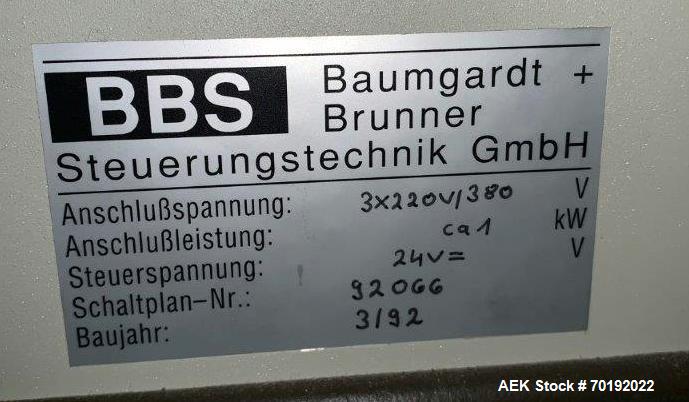 BBS Baumgardt +
Brunner
Steuerungstechnik GmbH
Anschlußspannung: 3x220V/380 V
Anschlußleistung: ca1 kW
Steuerspannung: 24V= V
Schaltplan-Nr.: 92066
Baujahr: 3/92
AEK Stock # 70192022